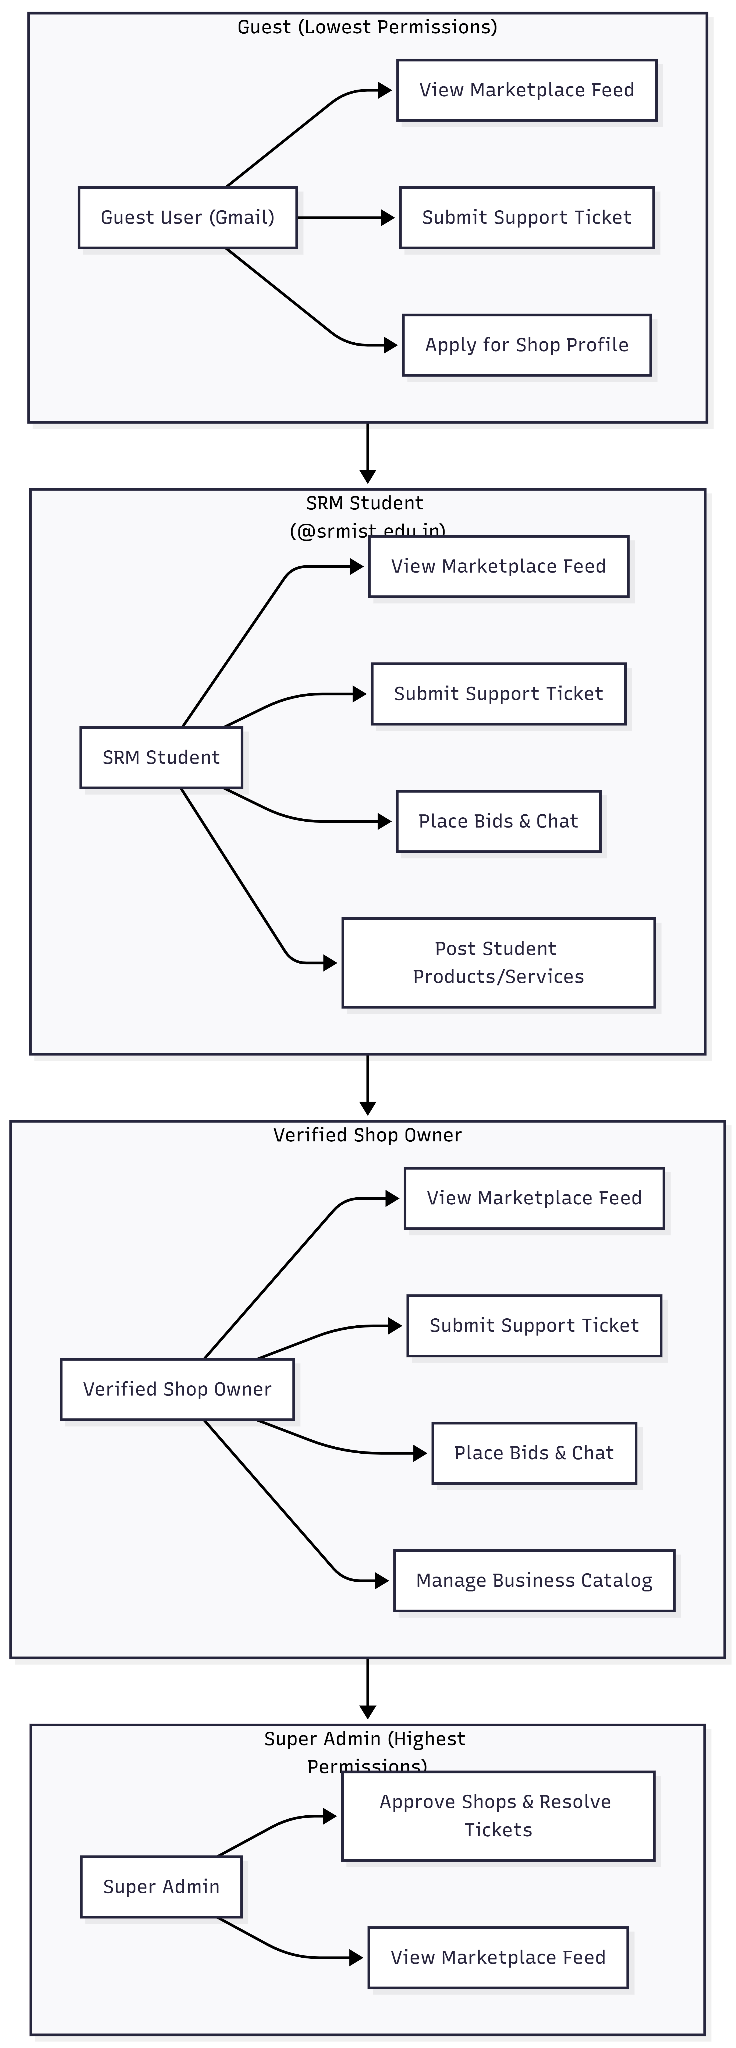 Guest (Lowest Permissions)
View Marketplace Feed
Guest User (Gmail)
Submit Support Ticket
Apply for Shop Profile
SRM Student
(@srmist.edu.in)
View Marketplace Feed
Submit Support Ticket
SRM Student
Place Bids & Chat
Post Student
Products/Services
Verified Shop Owner
View Marketplace Feed
Submit Support Ticket
Verified Shop Owner
Place Bids & Chat
Manage Business Catalog
Super Admin (Highest
Permissions)
Approve Shops & Resolve
Tickets
Super Admin
View Marketplace Feed